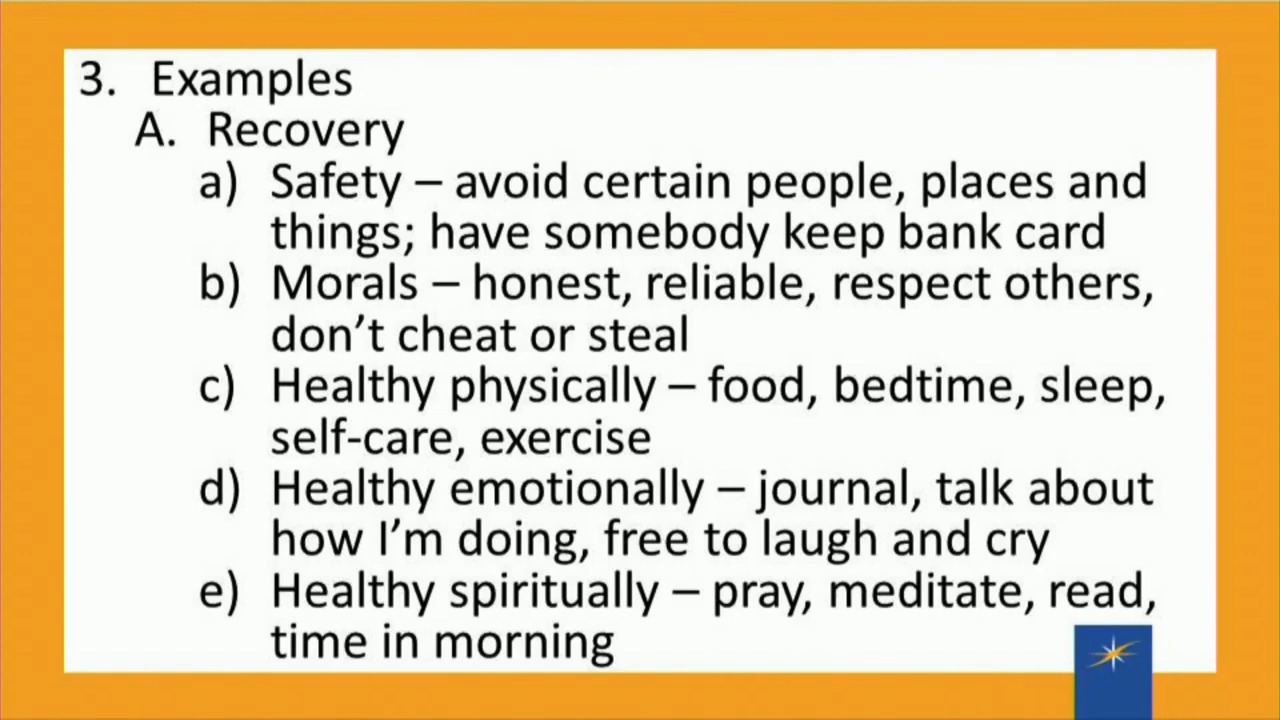 3. Examples
A. Recovery
a) Safety – avoid certain people, places and
things; have somebody keep bank card
b) Morals – honest, reliable, respect others,
don’t cheat or steal
c) Healthy physically – food, bedtime, sleep,
self-care, exercise
d) Healthy emotionally – journal, talk about
how I’m doing, free to laugh and cry
e) Healthy spiritually – pray, meditate, read,
time in morning